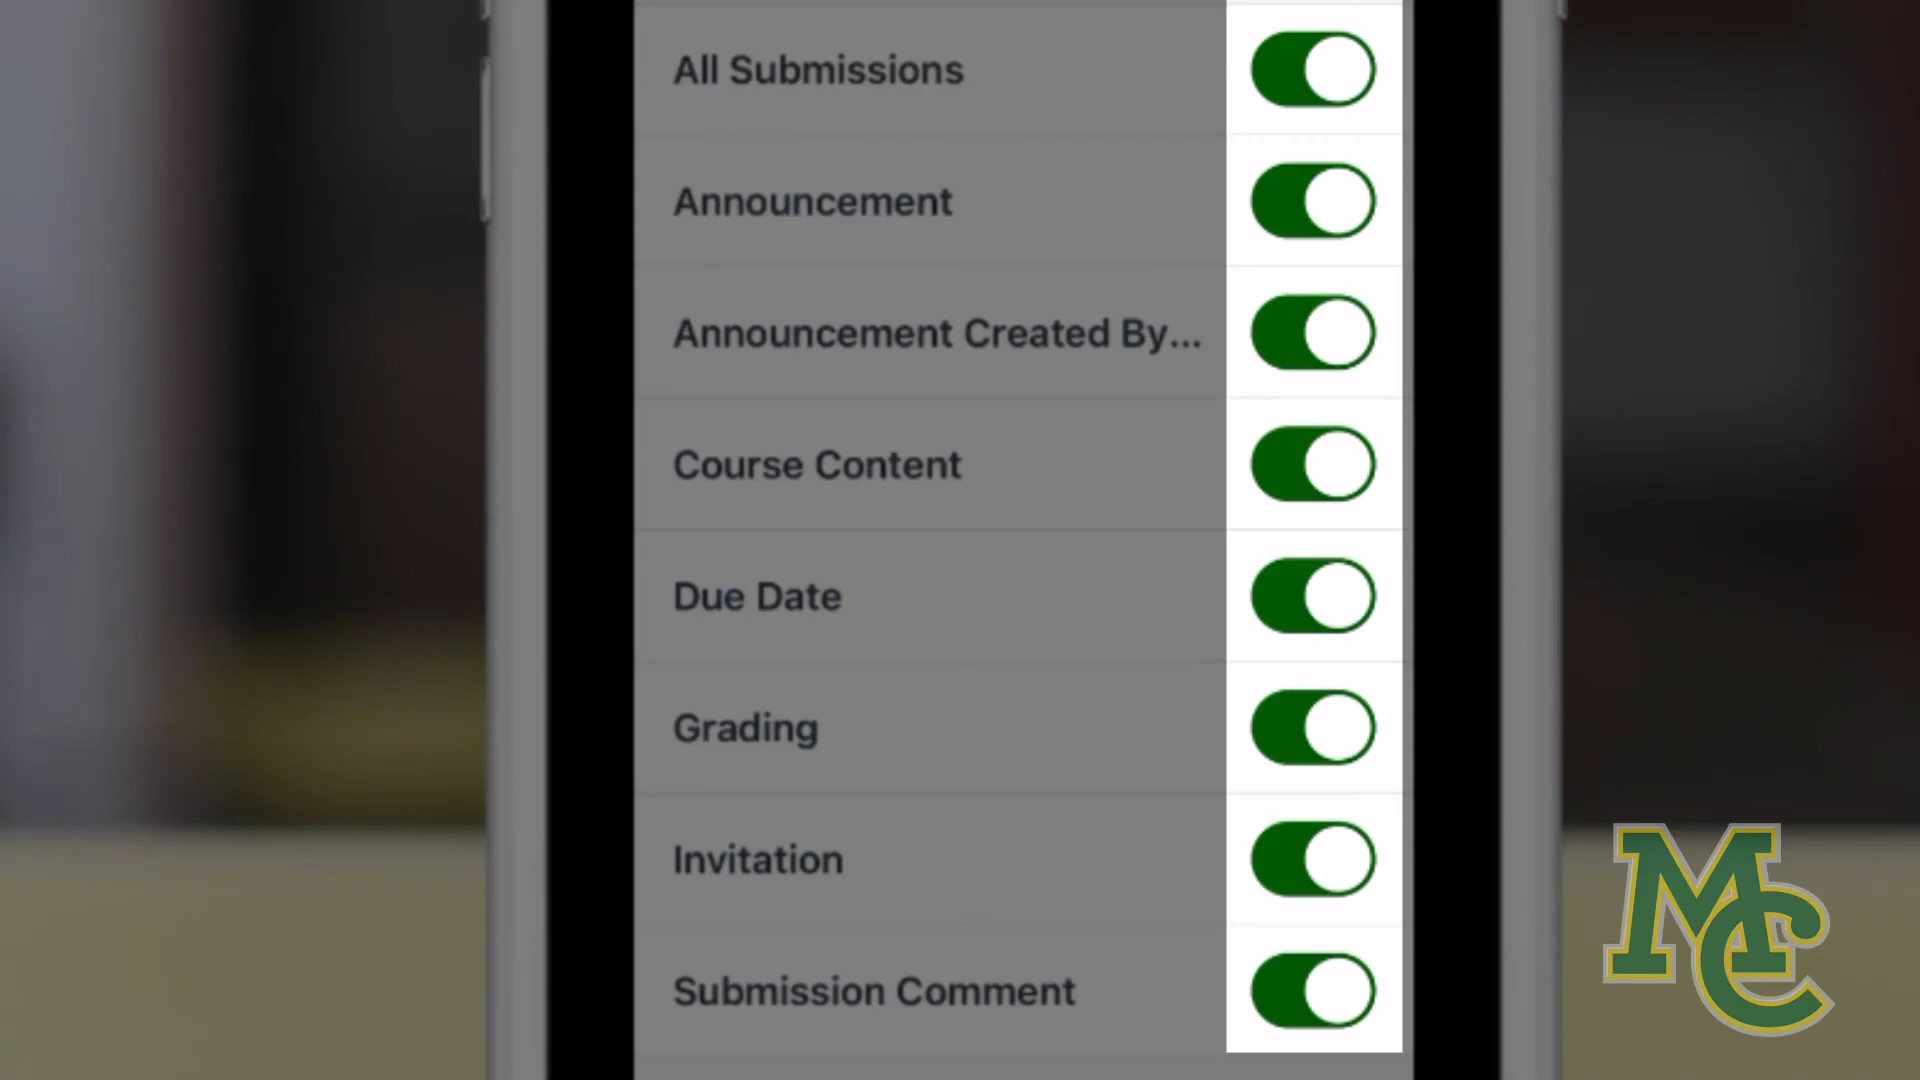 All Submissions
Announcement
Announcement Created By...
Course Content
Due Date
Grading
Invitation
Submission Comment
MC